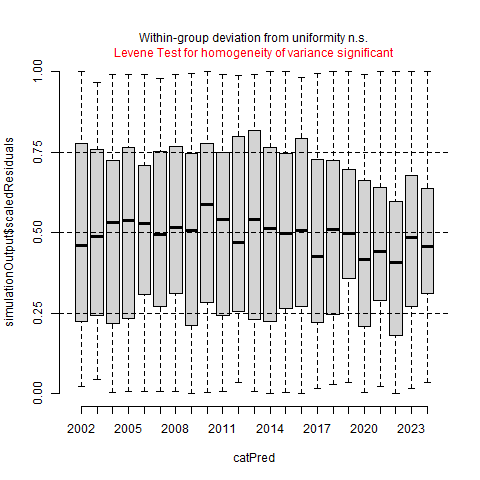 Within-group deviation from uniformity n.s.
Levene Test for homogeneity of variance significant
simulationOutput$scaledResiduals
1.00
0.75
0.50
0.25
0.00
2002 2005 2008 2011 2014 2017 2020 2023
catPred